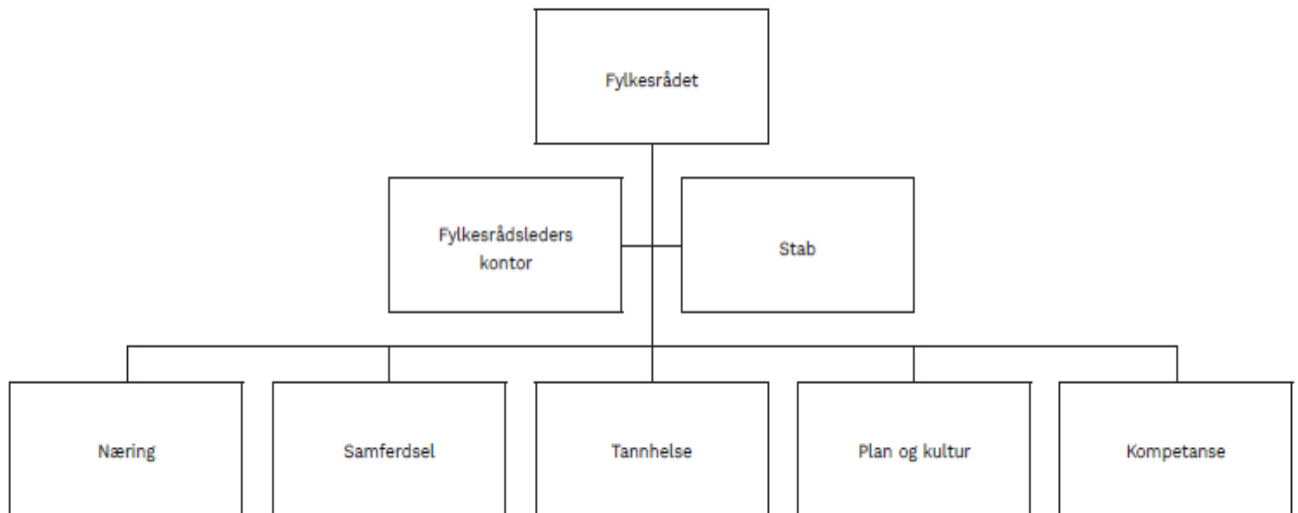 Fylkesrådet
Fylkesrådsleders
kontor
Stab
Næring
Samferdsel
Tannhelse
Plan og kultur
Kompetanse